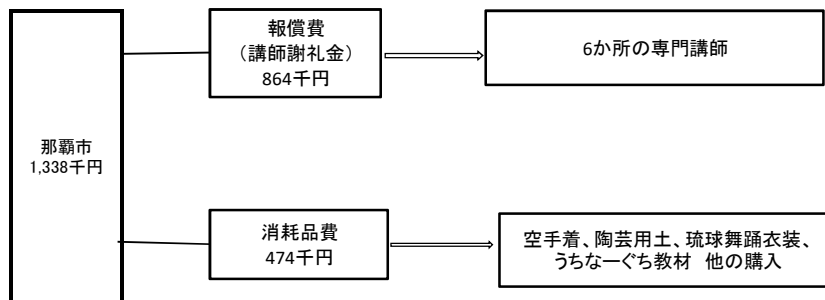 那覇市
1,338千円
報償費
（講師謝礼金）
864千円
6か所の専門講師
消耗品費
474千円
空手着、陶芸用土、琉球舞踊衣装、
うちなーぐち教材 他の購入